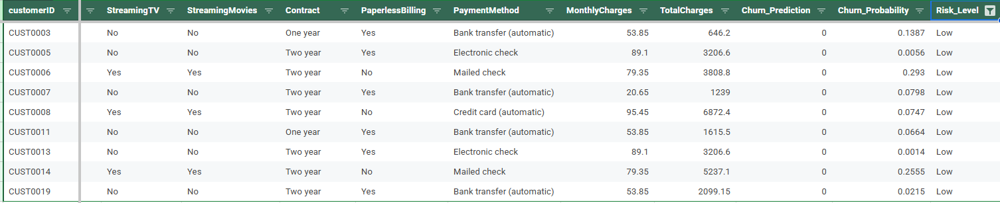 customerID StreamingTV StreamingMovies Contract PaperlessBilling PaymentMethod MonthlyCharges TotalCharges Churn_Prediction Churn_Probability Risk_Level
CUST0003 No No One year Yes Bank transfer (automatic) 53.85 646.2 0 0.1387 Low
CUST0005 No No Two year Yes Electronic check 89.1 3206.6 0 0.0056 Low
CUST0006 Yes Yes Two year No Mailed check 79.35 3808.8 0 0.293 Low
CUST0007 No No Two year Yes Bank transfer (automatic) 20.65 1239 0 0.0798 Low
CUST0008 Yes Yes Two year No Credit card (automatic) 95.45 6872.4 0 0.0747 Low
CUST0011 No No One year Yes Bank transfer (automatic) 53.85 1615.5 0 0.0664 Low
CUST0013 No No Two year Yes Electronic check 89.1 3206.6 0 0.0014 Low
CUST0014 Yes Yes Two year No Mailed check 79.35 5237.1 0 0.2555 Low
CUST0019 No No Two year Yes Bank transfer (automatic) 53.85 2099.15 0 0.0215 Low